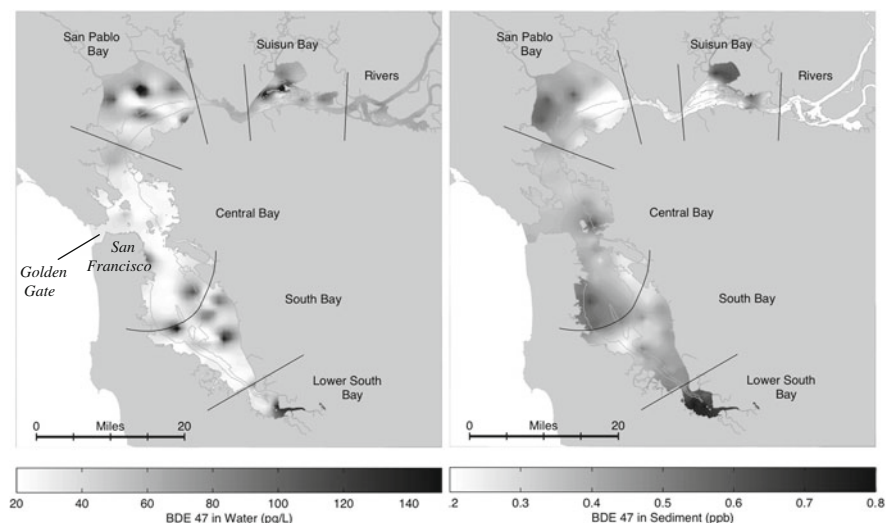 San Pablo
Bay
Suisun Bay
Rivers
Central Bay
San
Francisco
Golden
Gate
South Bay
Lower South
Bay
0 Miles 20
20 40 60 80 100 120 140
BDE 47 in Water (pg/L)
San Pablo
Bay
Suisun Bay
Rivers
Central Bay
South Bay
Lower South
Bay
0 Miles 20
.2 0.3 0.4 0.5 0.6 0.7 0.8
BDE 47 in Sediment (ppb)